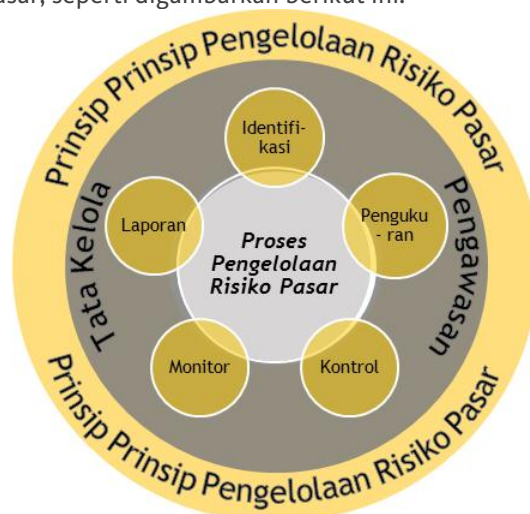 asar, seperti digambarkan berikut ini.
Prinsip Prinsip Pengelolaan Risiko Pasar
Identifi-
kasi
Penguku
- ran
Kontrol
Monitor
Laporan
Proses
Pengelolaan
Risiko Pasar
Tata Kelola
Pengawasan
Prinsip Prinsip Pengelolaan Risiko Pasar